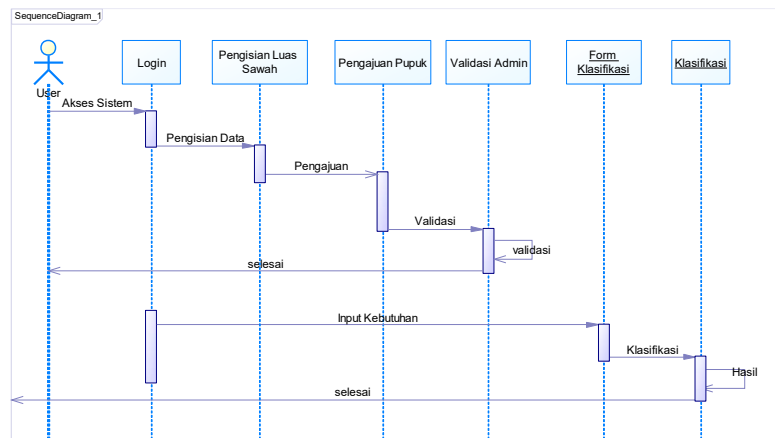 SequenceDiagram_1
User
Login
Pengisian Luas
Sawah
Pengajuan Pupuk
Validasi Admin
Form
Klasifikasi
Klasifikasi
Akses Sistem
Pengisian Data
Pengajuan
Validasi
validasi
selesai
Input Kebutuhan
Klasifikasi
Hasil
selesai